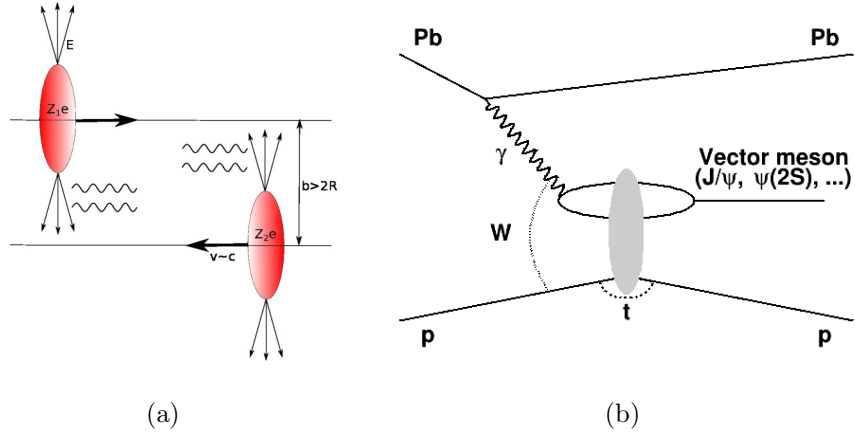 E
Z₁e
b>2R
Z₂e
v~c
(a)
Pb
Pb
γ
Vector meson
(J/ψ, ψ(2S), ...)
W
t
p
p
(b)